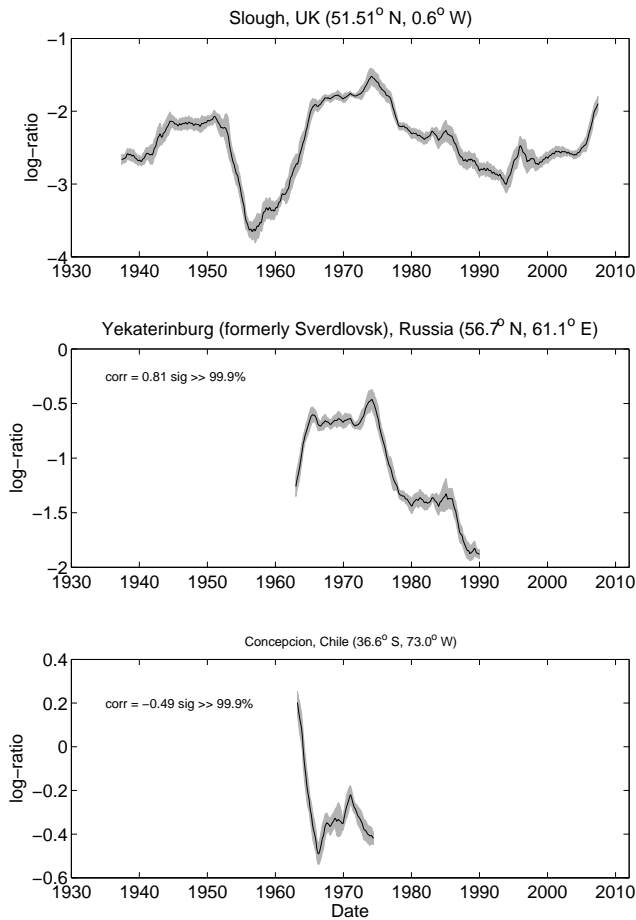 Slough, UK (51.51° N, 0.6° W)
−1
−2
−3
−4
log−ratio
1930 1940 1950 1960 1970 1980 1990 2000 2010
Yekaterinburg (formerly Sverdlovsk), Russia (56.7° N, 61.1° E)
0
−0.5
−1
−1.5
−2
log−ratio
corr = 0.81 sig >> 99.9%
1930 1940 1950 1960 1970 1980 1990 2000 2010
Concepcion, Chile (36.6° S, 73.0° W)
0.4
0.2
0
−0.2
−0.4
−0.6
log−ratio
corr = −0.49 sig >> 99.9%
1930 1940 1950 1960 1970 1980 1990 2000 2010
Date